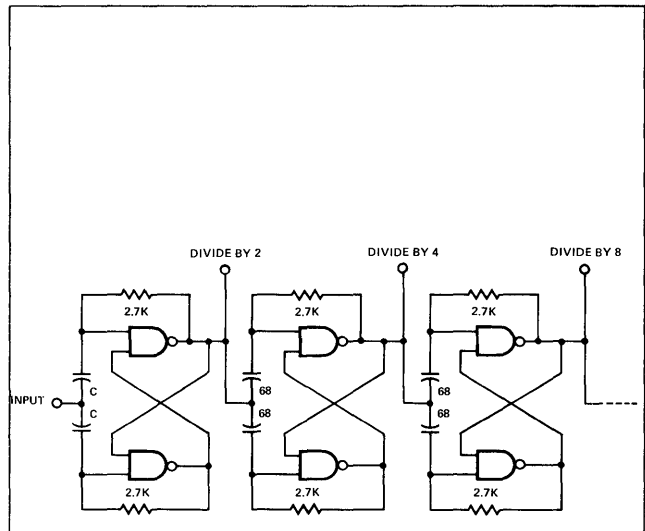 DIVIDE BY 2
DIVIDE BY 4
DIVIDE BY 8
2.7K
2.7K
2.7K
C
68
68
INPUT
C
68
68
2.7K
2.7K
2.7K